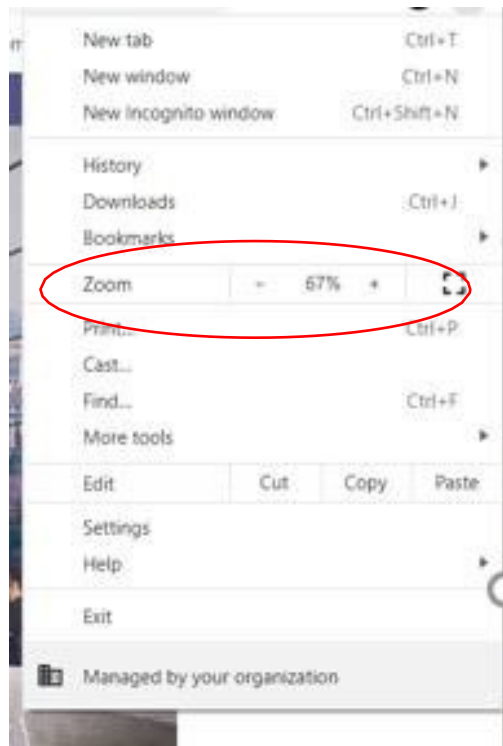 New tab Ctrl+T
New window Ctrl+N
New Incognito window Ctrl+Shift+N
History
Downloads Ctrl+J
Bookmarks
Zoom - 67% +
Print... Ctrl+P
Cast...
Find... Ctrl+F
More tools
Edit Cut Copy Paste
Settings
Help
Exit
Managed by your organization